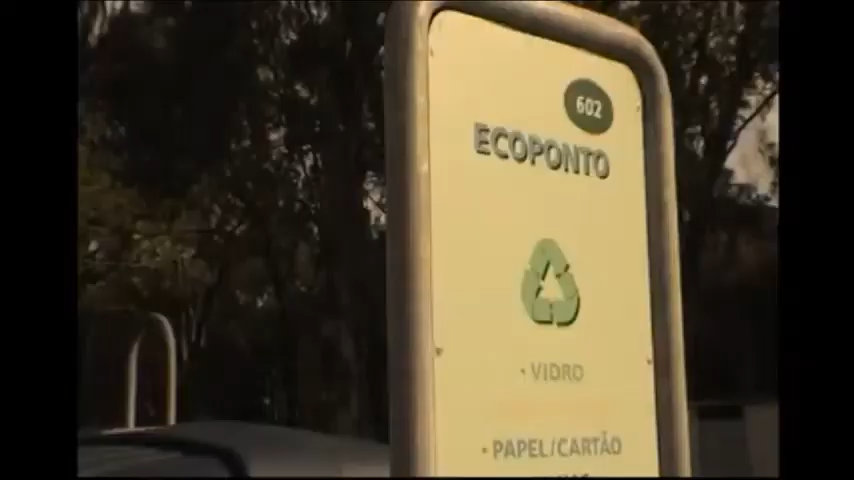 602
ECOPONTO
• VIDRO
• PAPEL/CARTÃO